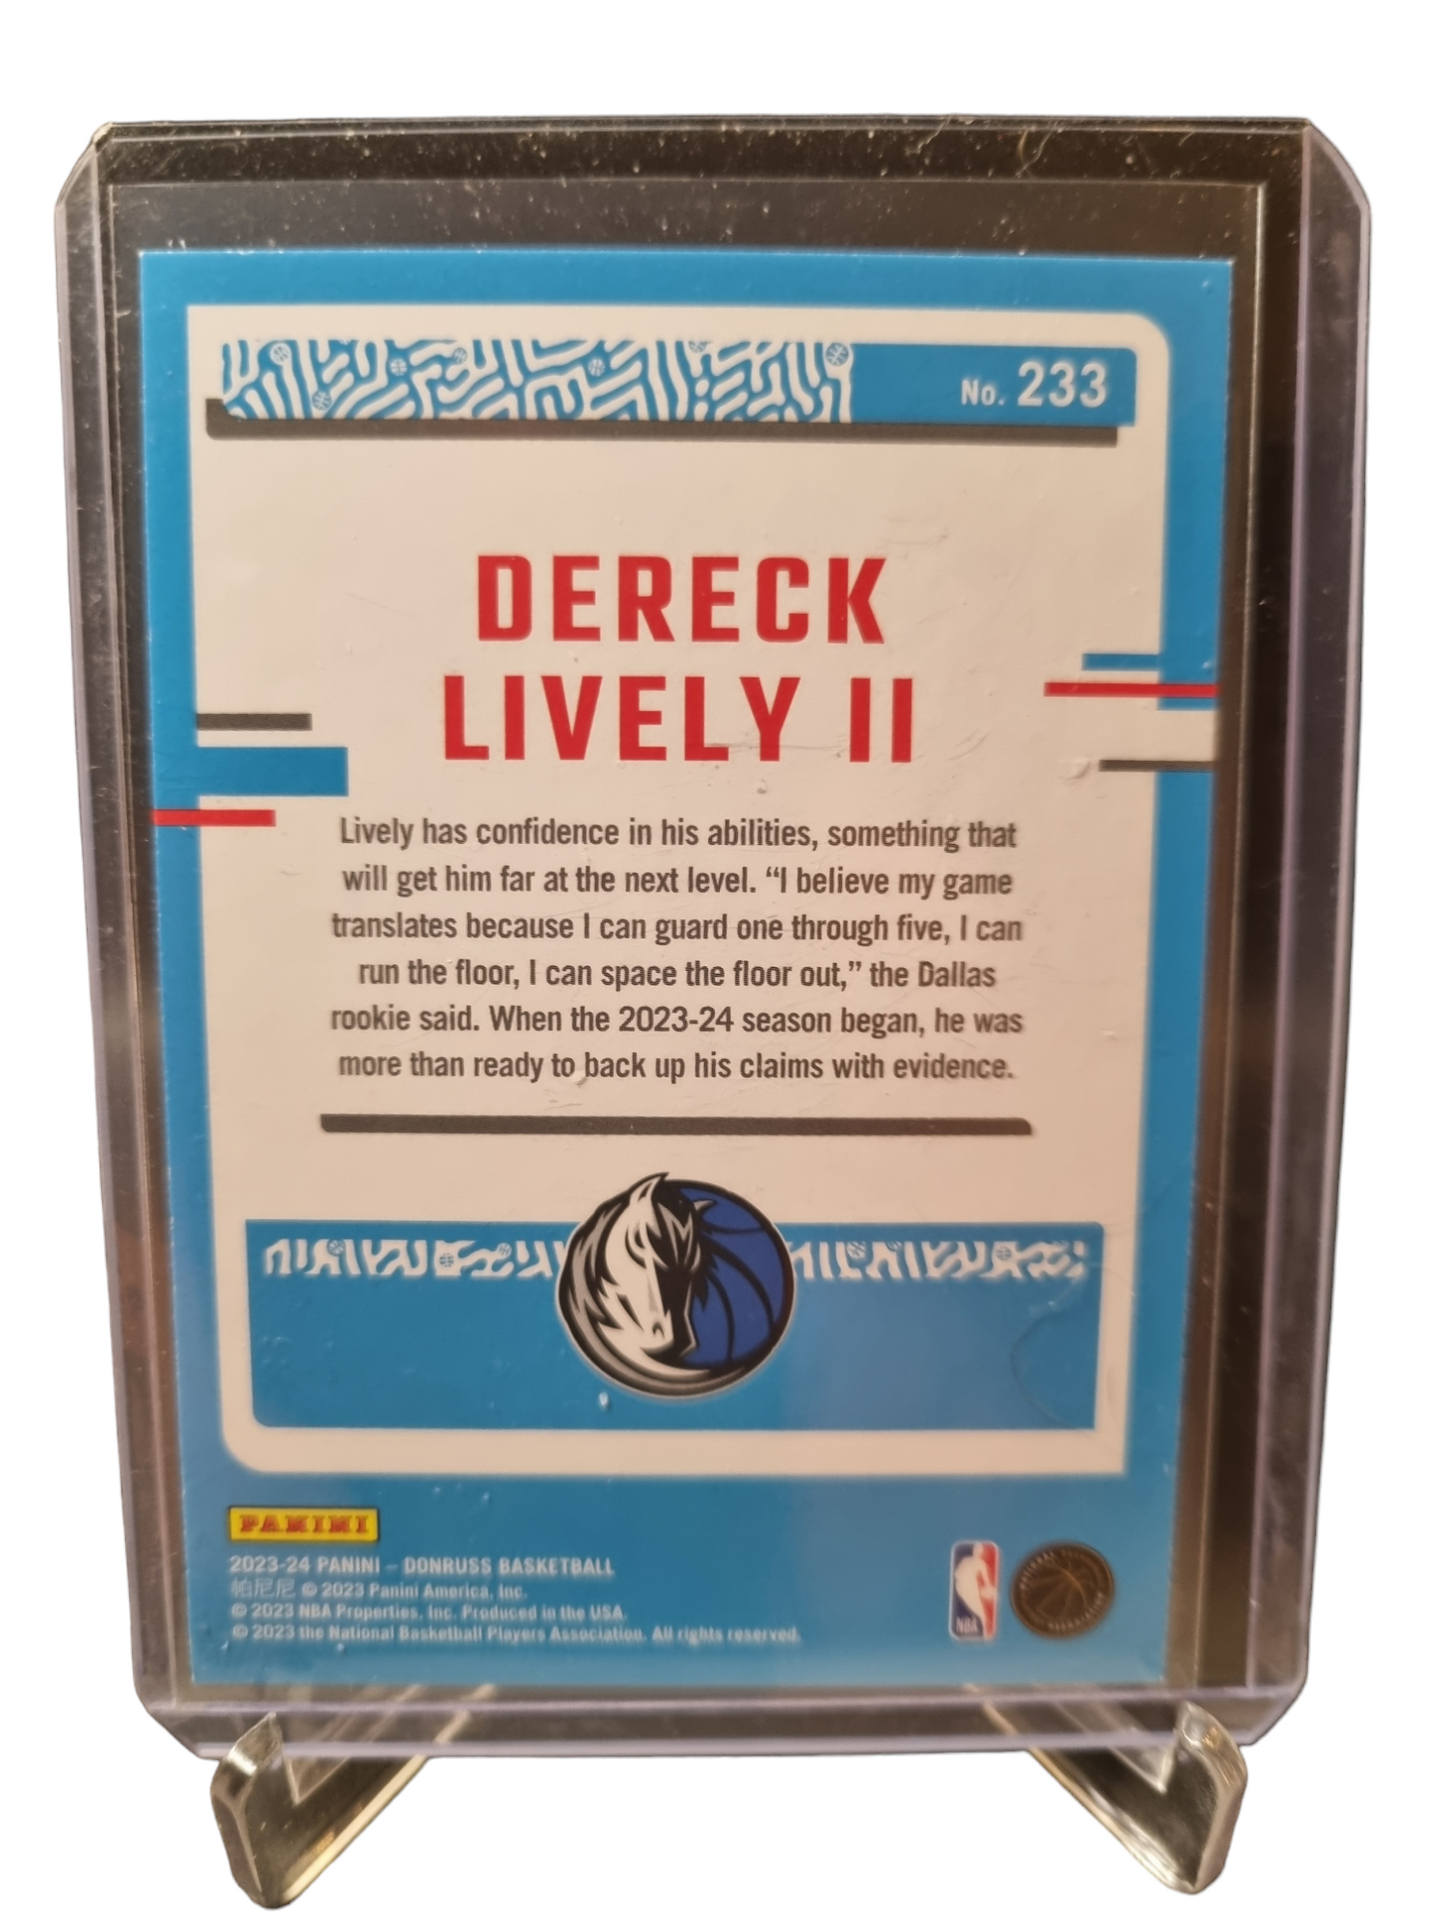 No. 233
DERECK
LIVELY II
Lively has confidence in his abilities, something that
will get him far at the next level. “I believe my game
translates because I can guard one through five, I can
run the floor, I can space the floor out,” the Dallas
rookie said. When the 2023-24 season began, he was
more than ready to back up his claims with evidence.
PANINI
2023-24 PANINI – DONRUSS BASKETBALL
帕尼尼 © 2023 Panini America, Inc.
© 2023 NBA Properties, Inc. Produced in the USA.
© 2023 the National Basketball Players Association. All rights reserved.
NBA